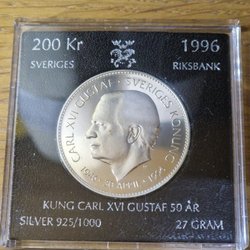 200 Kr 1996
SVERIGES RIKSBANK
CARL XVI GUSTAF SVERIGES KONUNG
1946 30 APRIL 1996
KUNG CARL XVI GUSTAF 50 ÅR
SILVER 925/1000 27 GRAM